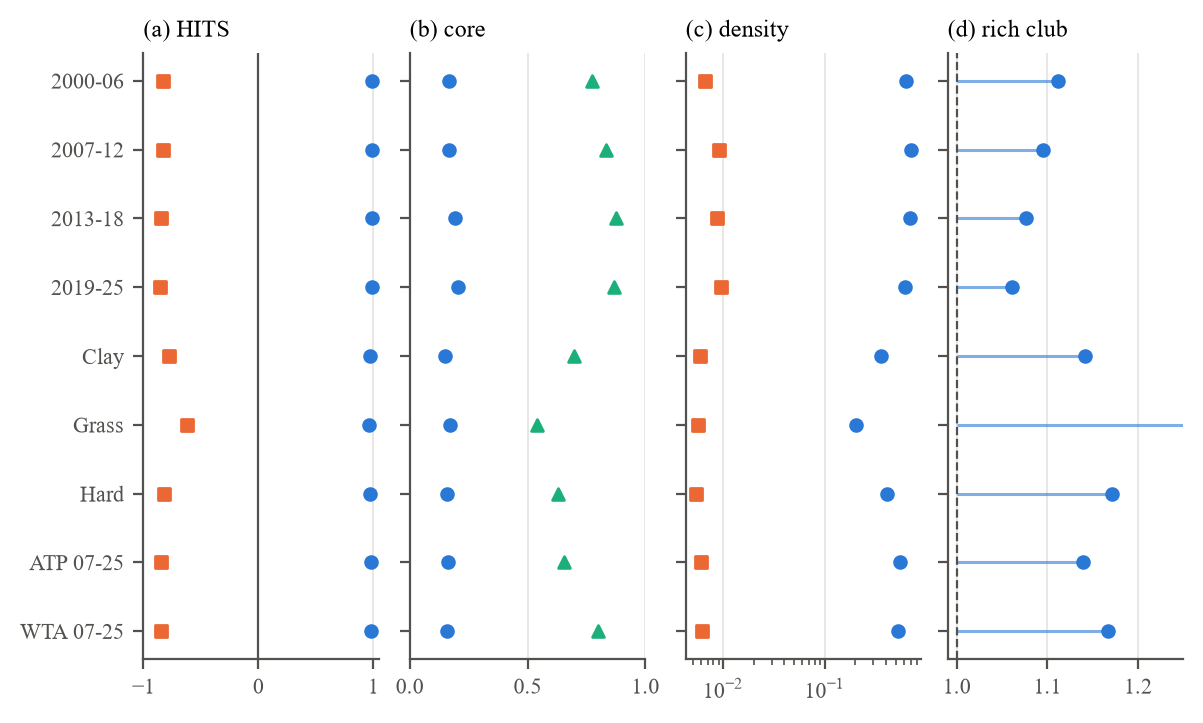 (a) HITS
(b) core
(c) density
(d) rich club
2000-06
2007-12
2013-18
2019-25
Clay
Grass
Hard
ATP 07-25
WTA 07-25
−1 0 1
0.0 0.5 1.0
10⁻² 10⁻¹
1.0 1.1 1.2